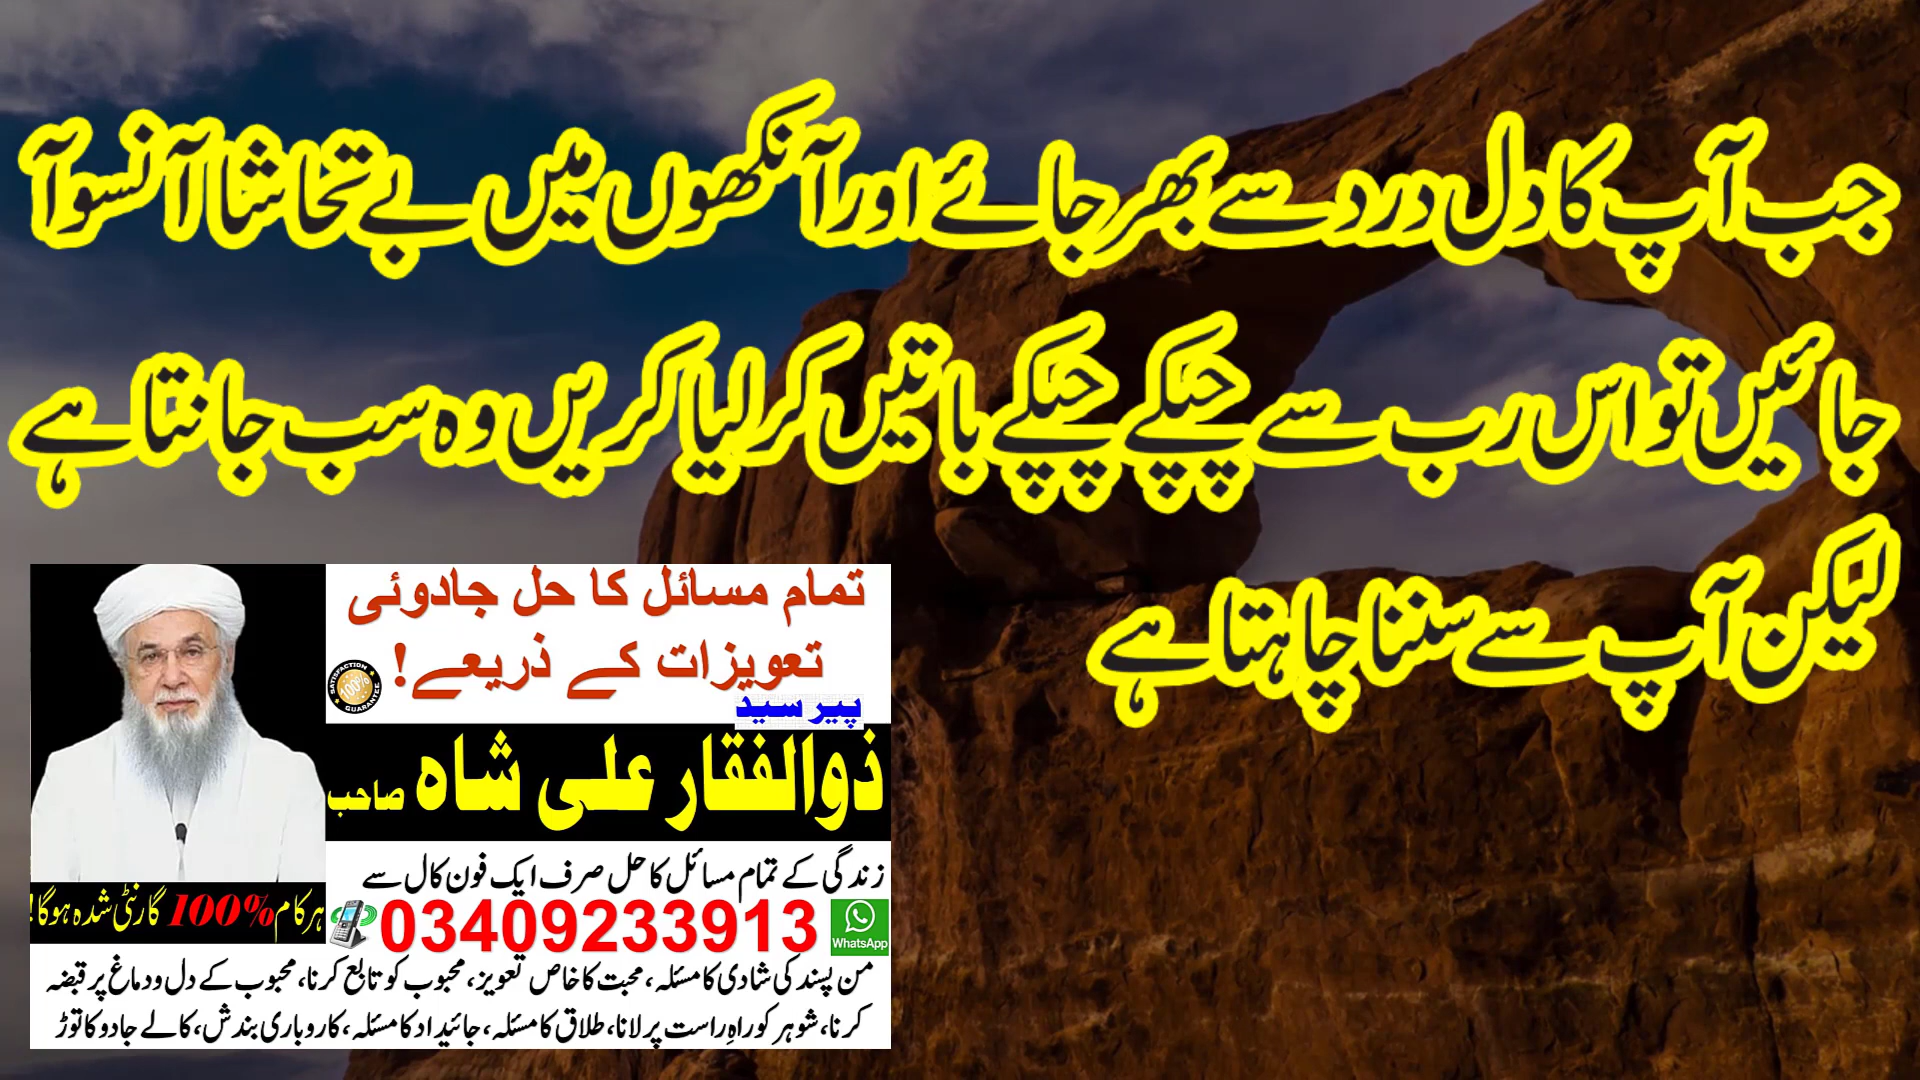 جب آپ کا دل درد سے بھر جائے اور آنکھوں میں بے تحاشا آنسو آ
جائیں تو اس رب سے چپکے چپکے باتیں کر لیا کریں وہ سب جانتا ہے
لیکن آپ سے سننا چاہتا ہے
تمام مسائل کا حل جادوئی
تعویزات کے ذریعے!
SATISFACTION
100%
GUARANTEE
پیر سید
ذوالفقار علی شاہ صاحب
زندگی کے تمام مسائل کا حل صرف ایک فون کال سے
ہر کام 100% گارنٹی شدہ ہوگا!
03409233913
WhatsApp
من پسند کی شادی کا مسئلہ، محبت کا خاص تعویز، محبوب کو تابع کرنا، محبوب کے دل و دماغ پر قبضہ
کرنا، شوہر کو راہِ راست پر لانا، طلاق کا مسئلہ، جائیداد کا مسئلہ، کاروباری بندش، کالے جادو کا توڑ